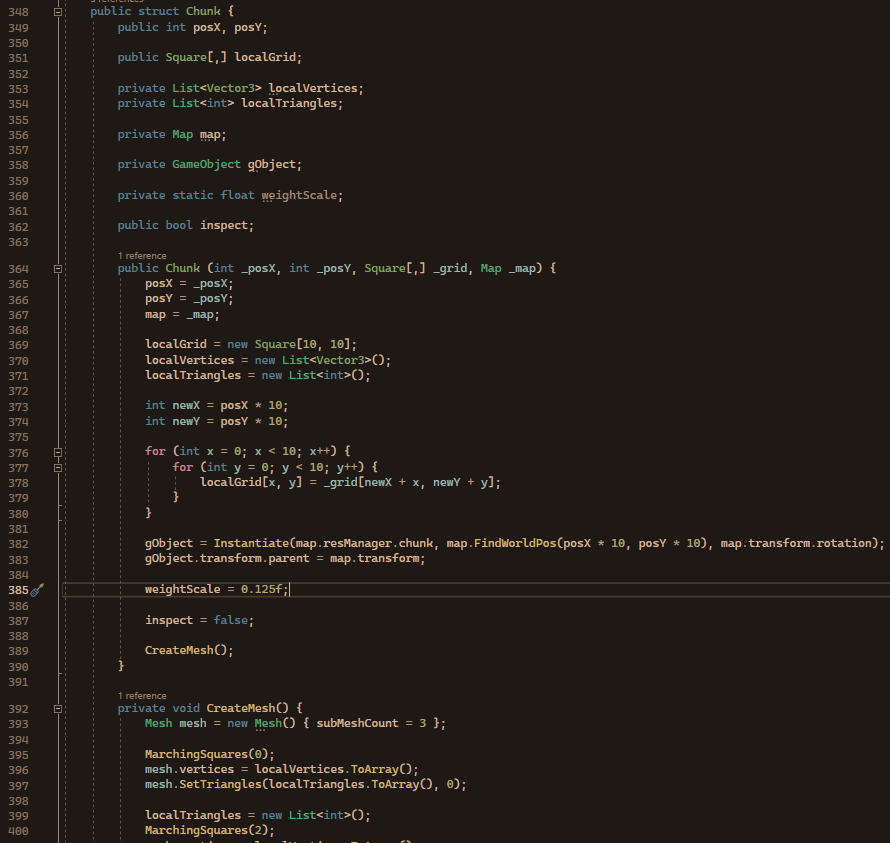 348 public struct Chunk {
349 public int posX, posY;
350
351 public Square[,] localGrid;
352
353 private List<Vector3> localVertices;
354 private List<int> localTriangles;
355
356 private Map map;
357
358 private GameObject gObject;
359
360 private static float weightScale;
361
362 public bool inspect;
363
1 reference
364 public Chunk (int _posX, int _posY, Square[,] _grid, Map _map) {
365 posX = _posX;
366 posY = _posY;
367 map = _map;
368
369 localGrid = new Square[10, 10];
370 localVertices = new List<Vector3>();
371 localTriangles = new List<int>();
372
373 int newX = posX * 10;
374 int newY = posY * 10;
375
376 for (int x = 0; x < 10; x++) {
377 for (int y = 0; y < 10; y++) {
378 localGrid[x, y] = _grid[newX + x, newY + y];
379 }
380 }
381
382 gObject = Instantiate(map.resManager.chunk, map.FindWorldPos(posX * 10, posY * 10), map.transform.rotation);
383 gObject.transform.parent = map.transform;
384
385 weightScale = 0.125f;
386
387 inspect = false;
388
389 CreateMesh();
390 }
391
1 reference
392 private void CreateMesh() {
393 Mesh mesh = new Mesh() { subMeshCount = 3 };
394
395 MarchingSquares(0);
396 mesh.vertices = localVertices.ToArray();
397 mesh.SetTriangles(localTriangles.ToArray(), 0);
398
399 localTriangles = new List<int>();
400 MarchingSquares(2);